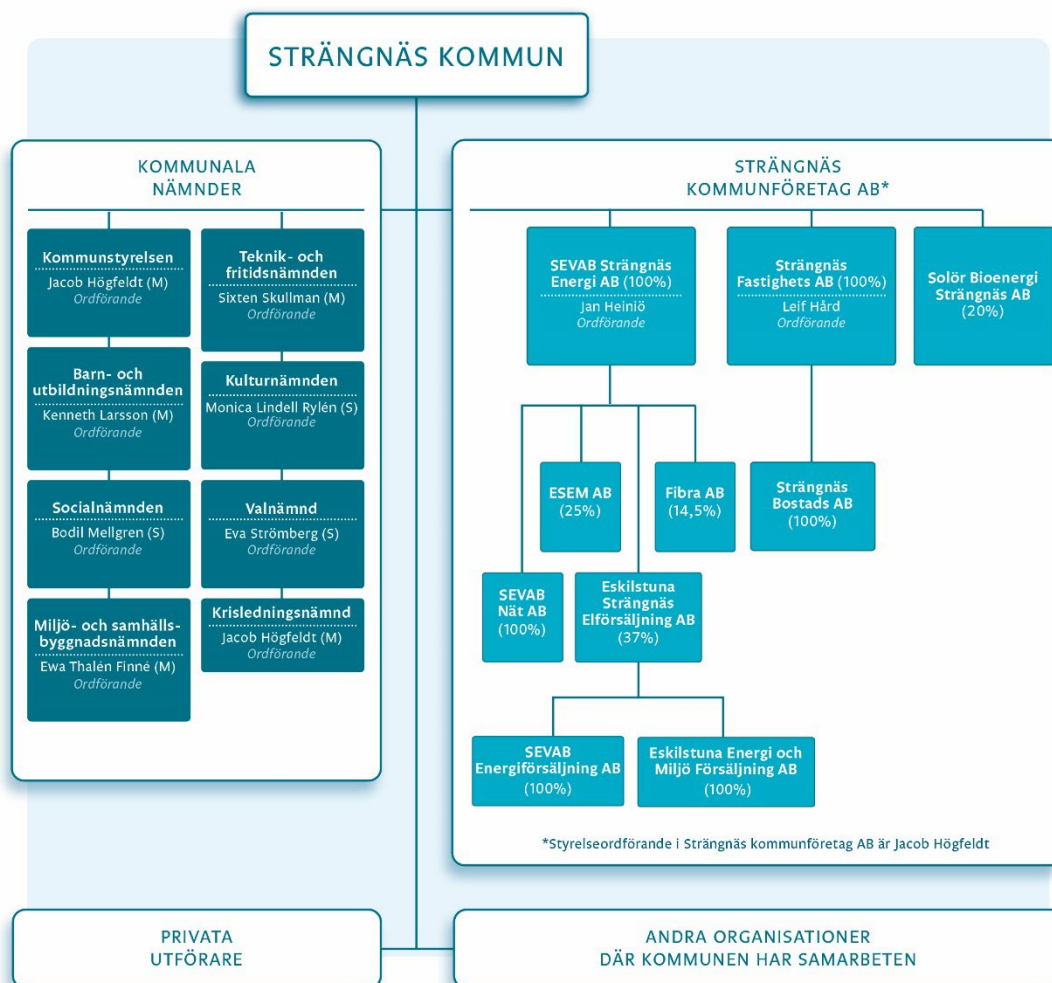 STRÄNGNÄS KOMMUN
KOMMUNALA
NÄMNDER
Kommunstyrelsen
Jacob Högfeldt (M)
Ordförande
Teknik- och
fritidsnämnden
Sixten Skullman (M)
Ordförande
Barn- och
utbildningsnämnden
Kenneth Larsson (M)
Ordförande
Kulturnämnden
Monica Lindell Rylén (S)
Ordförande
Socialnämnden
Bodil Mellgren (S)
Ordförande
Valnämnd
Eva Strömberg (S)
Ordförande
Miljö- och samhälls-
byggnadsnämnden
Ewa Thalén Finné (M)
Ordförande
Krisledningsnämnd
Jacob Högfeldt (M)
Ordförande
STRÄNGNÄS
KOMMUNFÖRETAG AB*
SEVAB Strängnäs
Energi AB (100%)
Jan Heiniö
Ordförande
Strängnäs
Fastighets AB (100%)
Leif Hård
Ordförande
Solör Bioenergi
Strängnäs AB
(20%)
ESEM AB
(25%)
Fibra AB
(14,5%)
Strängnäs
Bostads AB
(100%)
SEVAB
Nät AB
(100%)
Eskilstuna
Strängnäs
Elförsäljning AB
(37%)
SEVAB
Energiförsäljning AB
(100%)
Eskilstuna Energi och
Miljö Försäljning AB
(100%)
*Styrelseordförande i Strängnäs kommunföretag AB är Jacob Högfeldt
PRIVATA
UTFÖRARE
ANDRA ORGANISATIONER
DÄR KOMMUNEN HAR SAMARBETEN